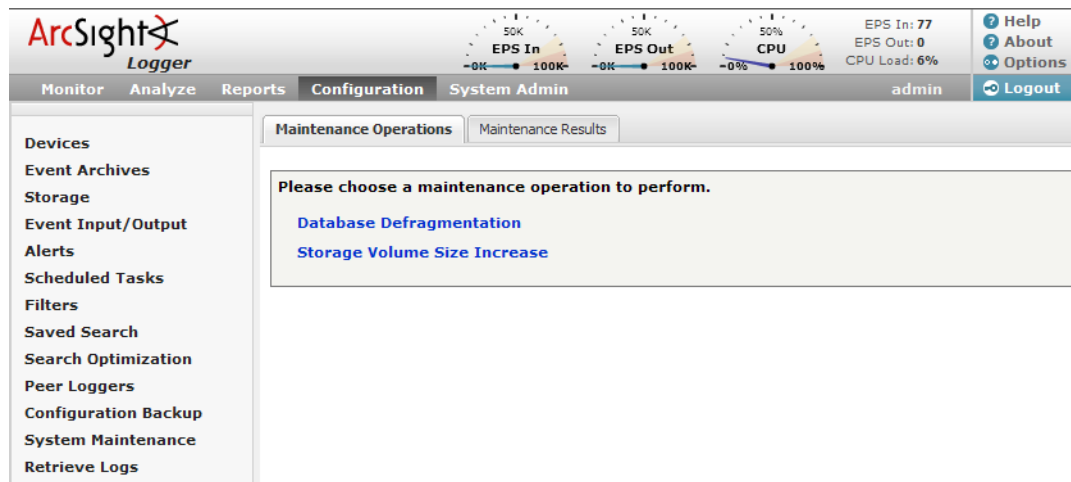 ArcSight
Logger
50K
EPS In
-0K 100K-
50K
EPS Out
-0K 100K-
50%
CPU
-0% 100%
EPS In: 77
EPS Out: 0
CPU Load: 6%
Help
About
Options
Monitor Analyze Reports Configuration System Admin admin Logout
Maintenance Operations Maintenance Results
Devices
Event Archives
Storage
Event Input/Output
Alerts
Scheduled Tasks
Filters
Saved Search
Search Optimization
Peer Loggers
Configuration Backup
System Maintenance
Retrieve Logs
Please choose a maintenance operation to perform.
Database Defragmentation
Storage Volume Size Increase